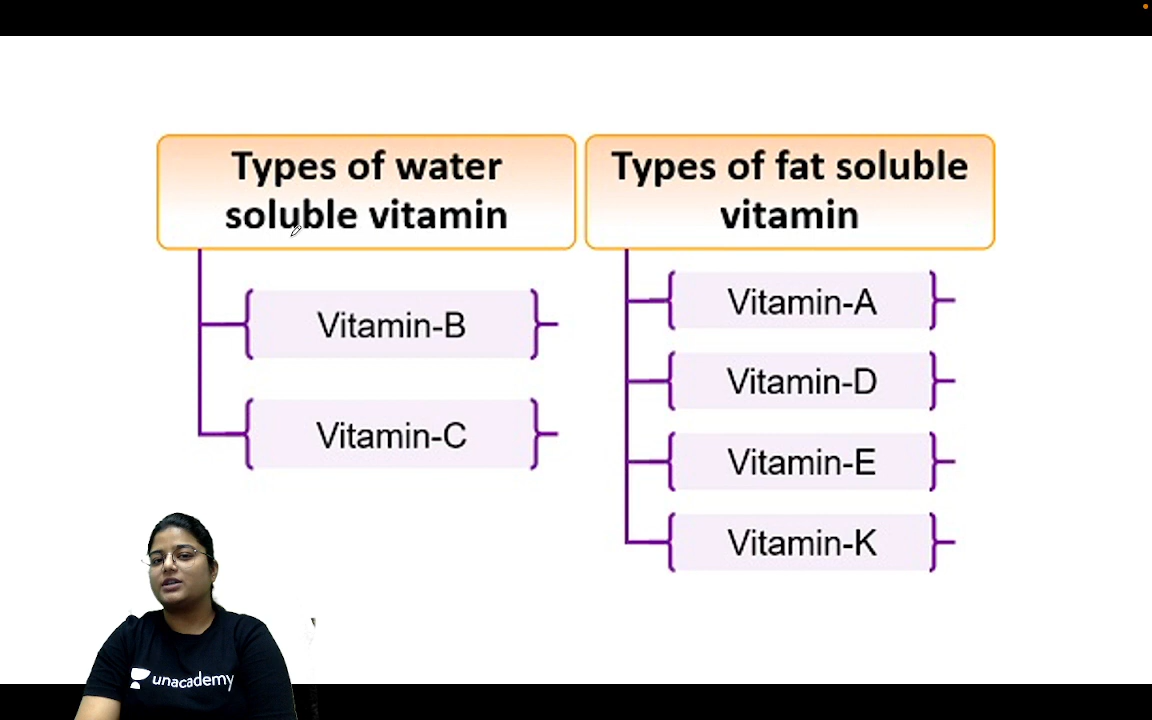 Types of water
soluble vitamin
Vitamin-B
Vitamin-C
Types of fat soluble
vitamin
Vitamin-A
Vitamin-D
Vitamin-E
Vitamin-K
unacademy